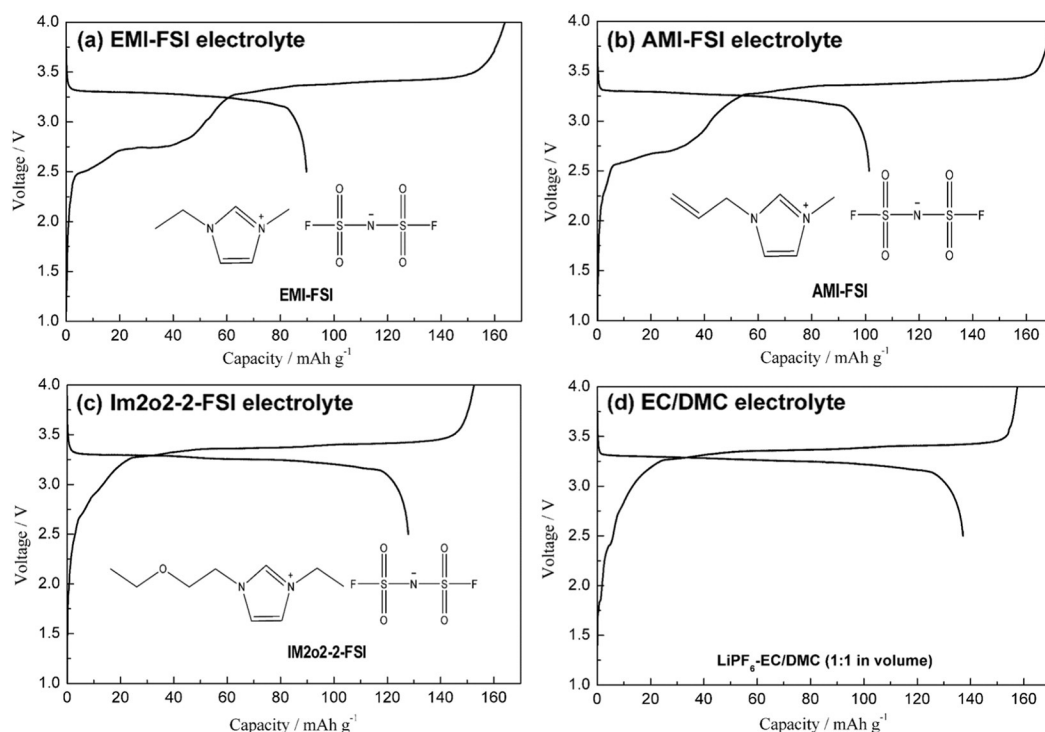 (a) EMI-FSI electrolyte
4.0
3.5
3.0
2.5
2.0
1.5
1.0
Voltage / V
0 20 40 60 80 100 120 140 160
Capacity / mAh g⁻¹
N
N
+
F
S
O
O
N
−
S
O
O
F
EMI-FSI
(b) AMI-FSI electrolyte
4.0
3.5
3.0
2.5
2.0
1.5
1.0
Voltage / V
0 20 40 60 80 100 120 140 160
Capacity / mAh g⁻¹
N
N
+
F
S
O
O
N
−
S
O
O
F
AMI-FSI
(c) Im2o2-2-FSI electrolyte
4.0
3.5
3.0
2.5
2.0
1.5
1.0
Voltage / V
0 20 40 60 80 100 120 140 160
Capacity / mAh g⁻¹
O
N
N
+
F
S
O
O
N
−
S
O
O
F
IM2o2-2-FSI
(d) EC/DMC electrolyte
4.0
3.5
3.0
2.5
2.0
1.5
1.0
Voltage / V
0 20 40 60 80 100 120 140 160
Capacity / mAh g⁻¹
LiPF₆-EC/DMC (1:1 in volume)